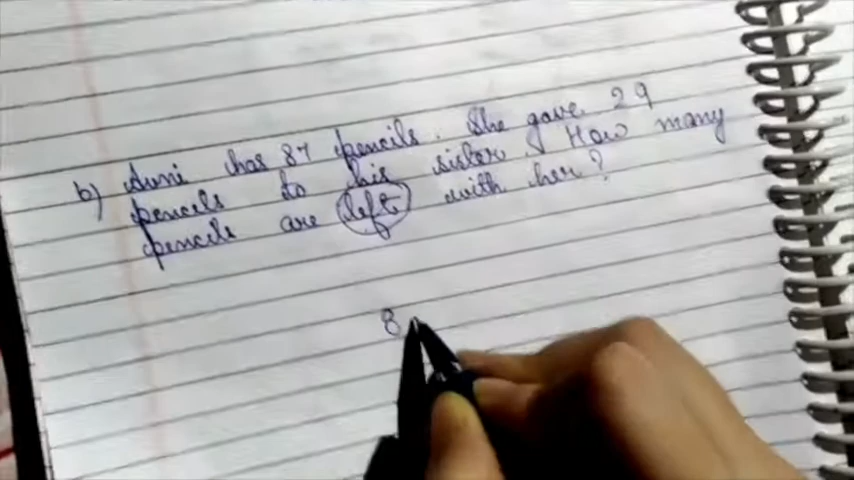 b) Suni has 87 pencils. She gave 29
pencils to his sister. How many
pencils are left with her?
8